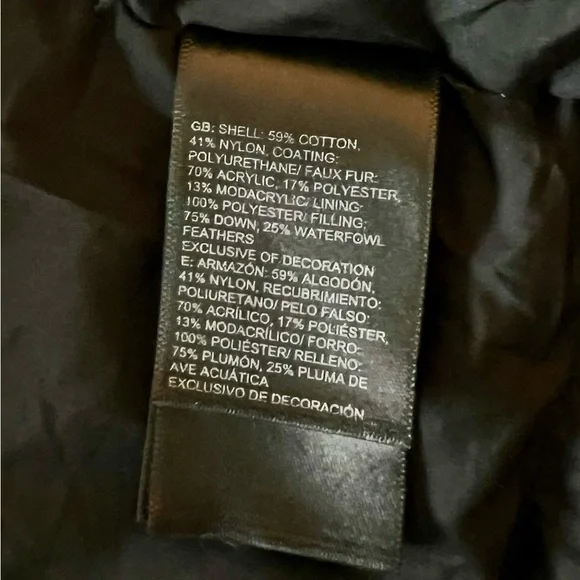 GB: SHELL: 59% COTTON,
41% NYLON, COATING:
POLYURETHANE/ FAUX FUR:
70% ACRYLIC, 17% POLYESTER,
13% MODACRYLIC/ LINING:
100% POLYESTER/ FILLING:
75% DOWN, 25% WATERFOWL
FEATHERS
EXCLUSIVE OF DECORATION
E: ARMAZÓN: 59% ALGODÓN,
41% NYLON, RECUBRIMIENTO:
POLIURETANO/ PELO FALSO:
70% ACRÍLICO, 17% POLIÉSTER,
13% MODACRÍLICO/ FORRO:
100% POLIÉSTER/ RELLENO:
75% PLUMÓN, 25% PLUMA DE
AVE ACUÁTICA
EXCLUSIVO DE DECORACIÓN